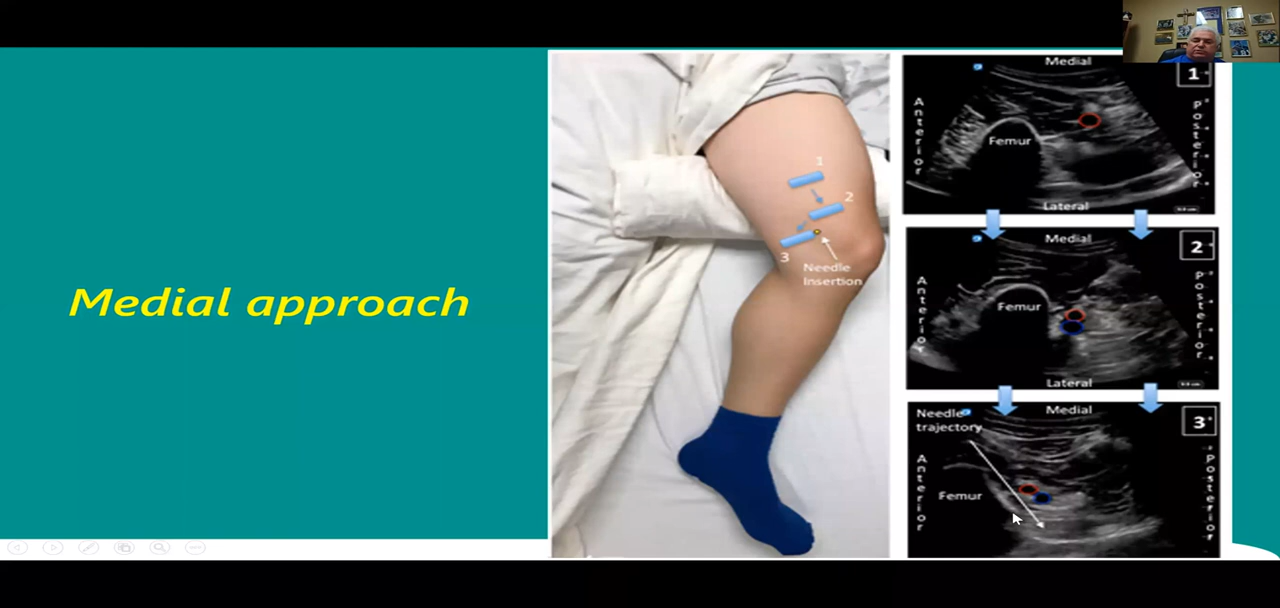 Medial approach
1
2
3
Needle
Insertion
Medial
1
Anterior
Femur
Posterior
Lateral
Medial
2
Anterior
Femur
Posterior
Lateral
Needle
trajectory
Medial
3
Anterior
Femur
Posterior